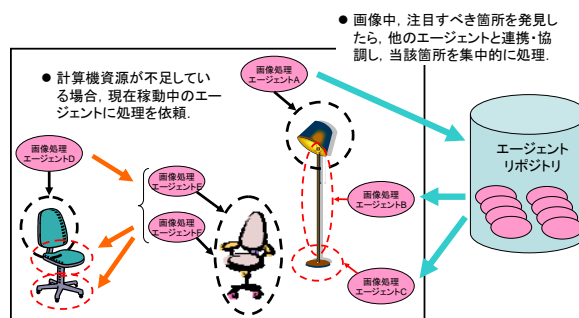 ● 画像中，注目すべき箇所を発見し
たら，他のエージェントと連携・協
調し，当該箇所を集中的に処理．
● 計算機資源が不足してい
る場合，現在稼動中のエー
ジェントに処理を依頼．
画像処理
エージェントA
エージェント
リポジトリ
画像処理
エージェントD
画像処理
エージェントE
画像処理
エージェントF
画像処理
エージェントB
画像処理
エージェントC